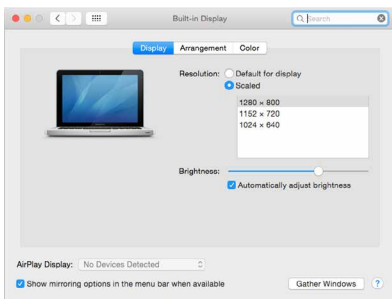 Built-in Display
Search
Display Arrangement Color
Resolution: Default for display
Scaled
1280 × 800
1152 × 720
1024 × 640
Brightness:
Automatically adjust brightness
AirPlay Display: No Devices Detected
Show mirroring options in the menu bar when available
Gather Windows ?